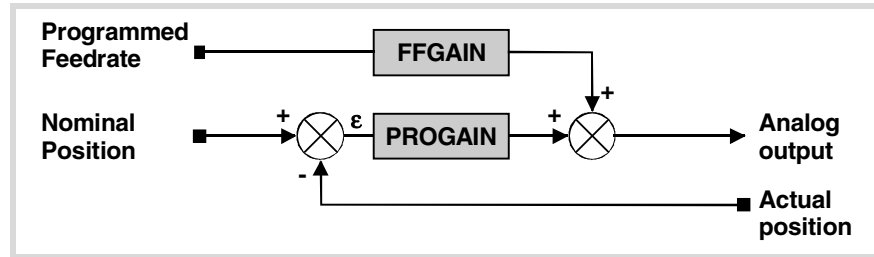 Programmed
Feedrate
FFGAIN
+
Nominal
Position
+
ε
PROGAIN
+
Analog
output
-
Actual
position